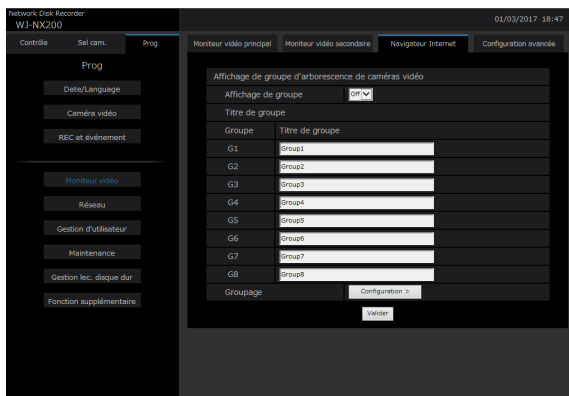 Network Disk Recorder
WJ-NX200
01/03/2017 18:47
Contrôle Sel cam. Prog
Moniteur vidéo principal Moniteur vidéo secondaire Navigateur Internet Configuration avancée
Prog
Date/Language
Caméra vidéo
REC et événement
Moniteur vidéo
Réseau
Gestion d'utilisateur
Maintenance
Gestion lec. disque dur
Fonction supplémentaire
Affichage de groupe d'arborescence de caméras vidéo
Affichage de groupe Off
Titre de groupe
Groupe Titre de groupe
G1 Group1
G2 Group2
G3 Group3
G4 Group4
G5 Group5
G6 Group6
G7 Group7
G8 Group8
Groupage Configuration >
Valider